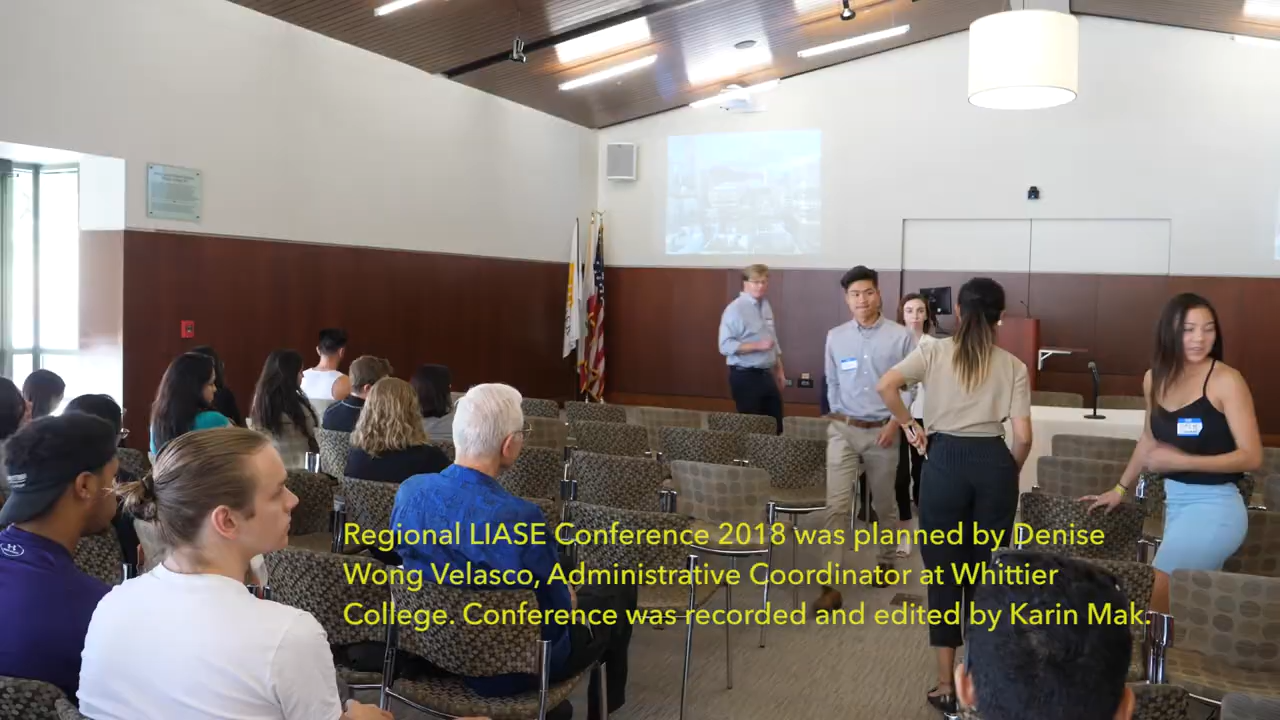 Regional LIASE Conference 2018 was planned by Denise
Wong Velasco, Administrative Coordinator at Whittier
College. Conference was recorded and edited by Karin Mak.